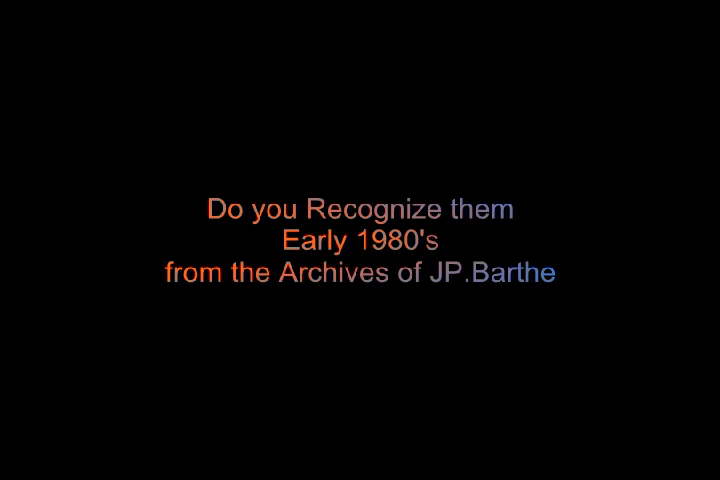 Do you Recognize them
Early 1980's
from the Archives of JP.Barthe